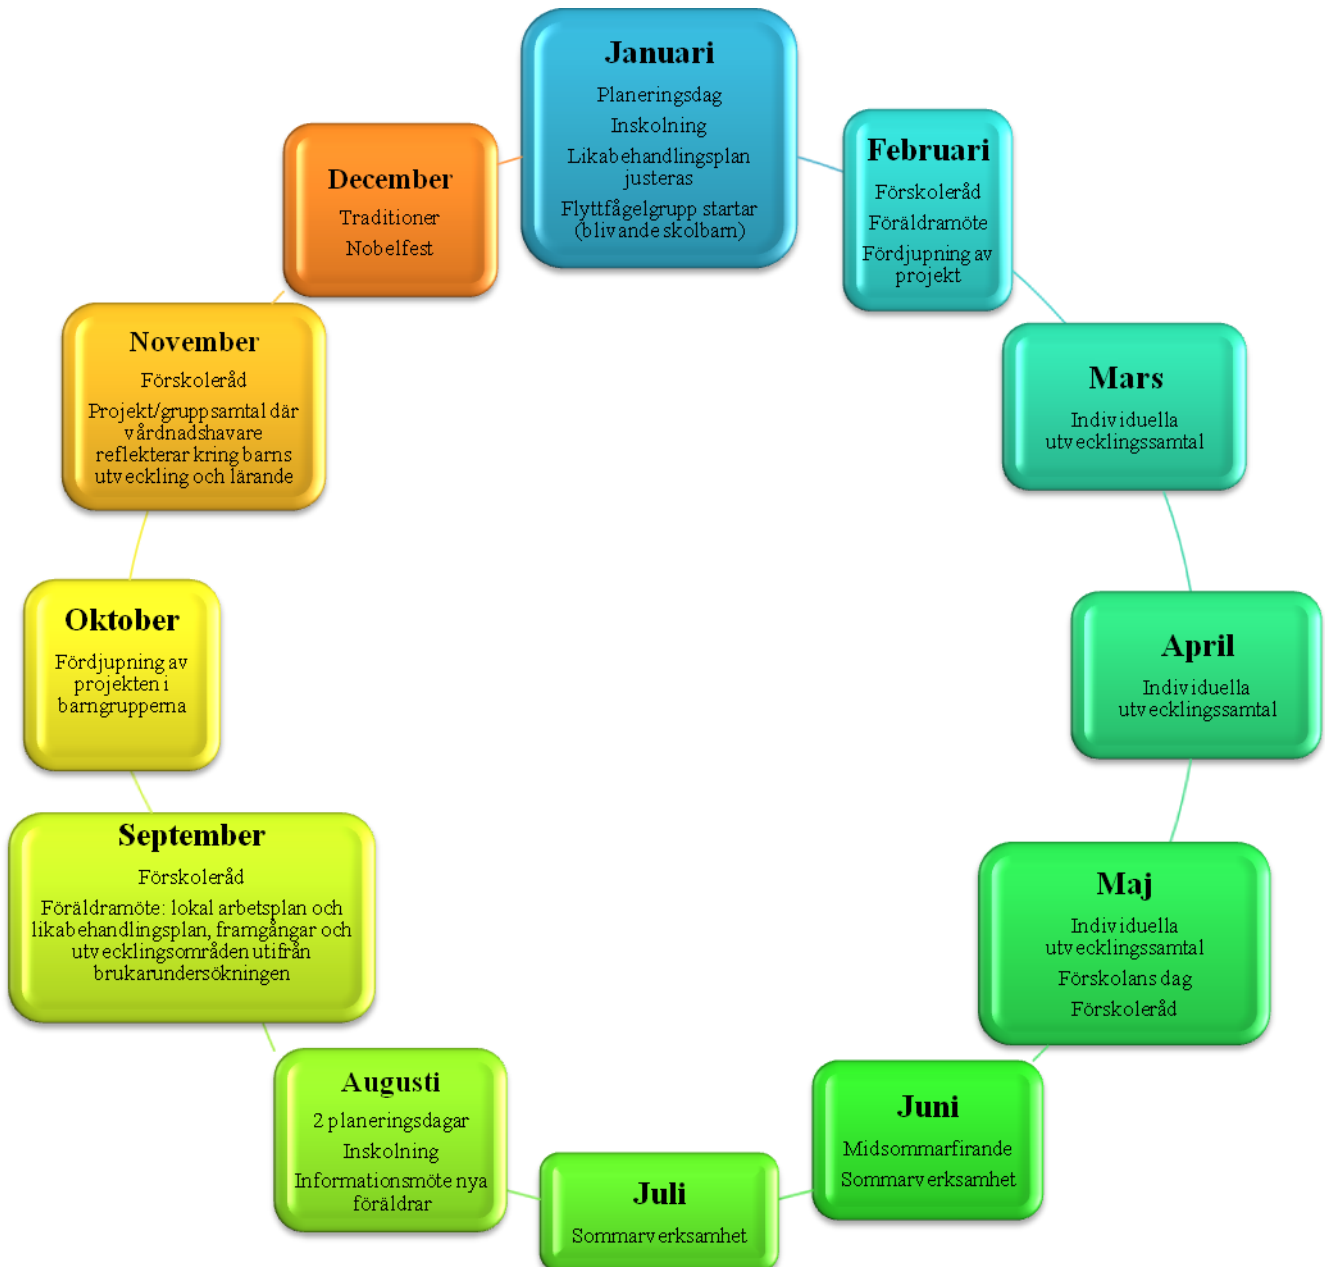 Januari
Planeringsdag
Inskolning
Likabehandlingsplan
justeras
Flyttfågelgrupp startar
(blivande skolbarn)
Februari
Förskoleråd
Föräldramöte
Fördjupning av
projekt
Mars
Individuella
utvecklingssamtal
April
Individuella
utvecklingssamtal
Maj
Individuella
utvecklingssamtal
Förskolans dag
Förskoleråd
Juni
Midsommarfirande
Sommarverksamhet
Juli
Sommarverksamhet
Augusti
2 planeringsdagar
Inskolning
Informationsmöte nya
föräldrar
September
Förskoleråd
Föräldramöte: lokal arbetsplan och
likabehandlingsplan, framgångar och
utvecklingsområden utifrån
brukarundersökningen
Oktober
Fördjupning av
projekten i
barngrupperna
November
Förskoleråd
Projekt/gruppsamtal där
vårdnadshavare
reflekterar kring barns
utveckling och lärande
December
Traditioner
Nobelfest